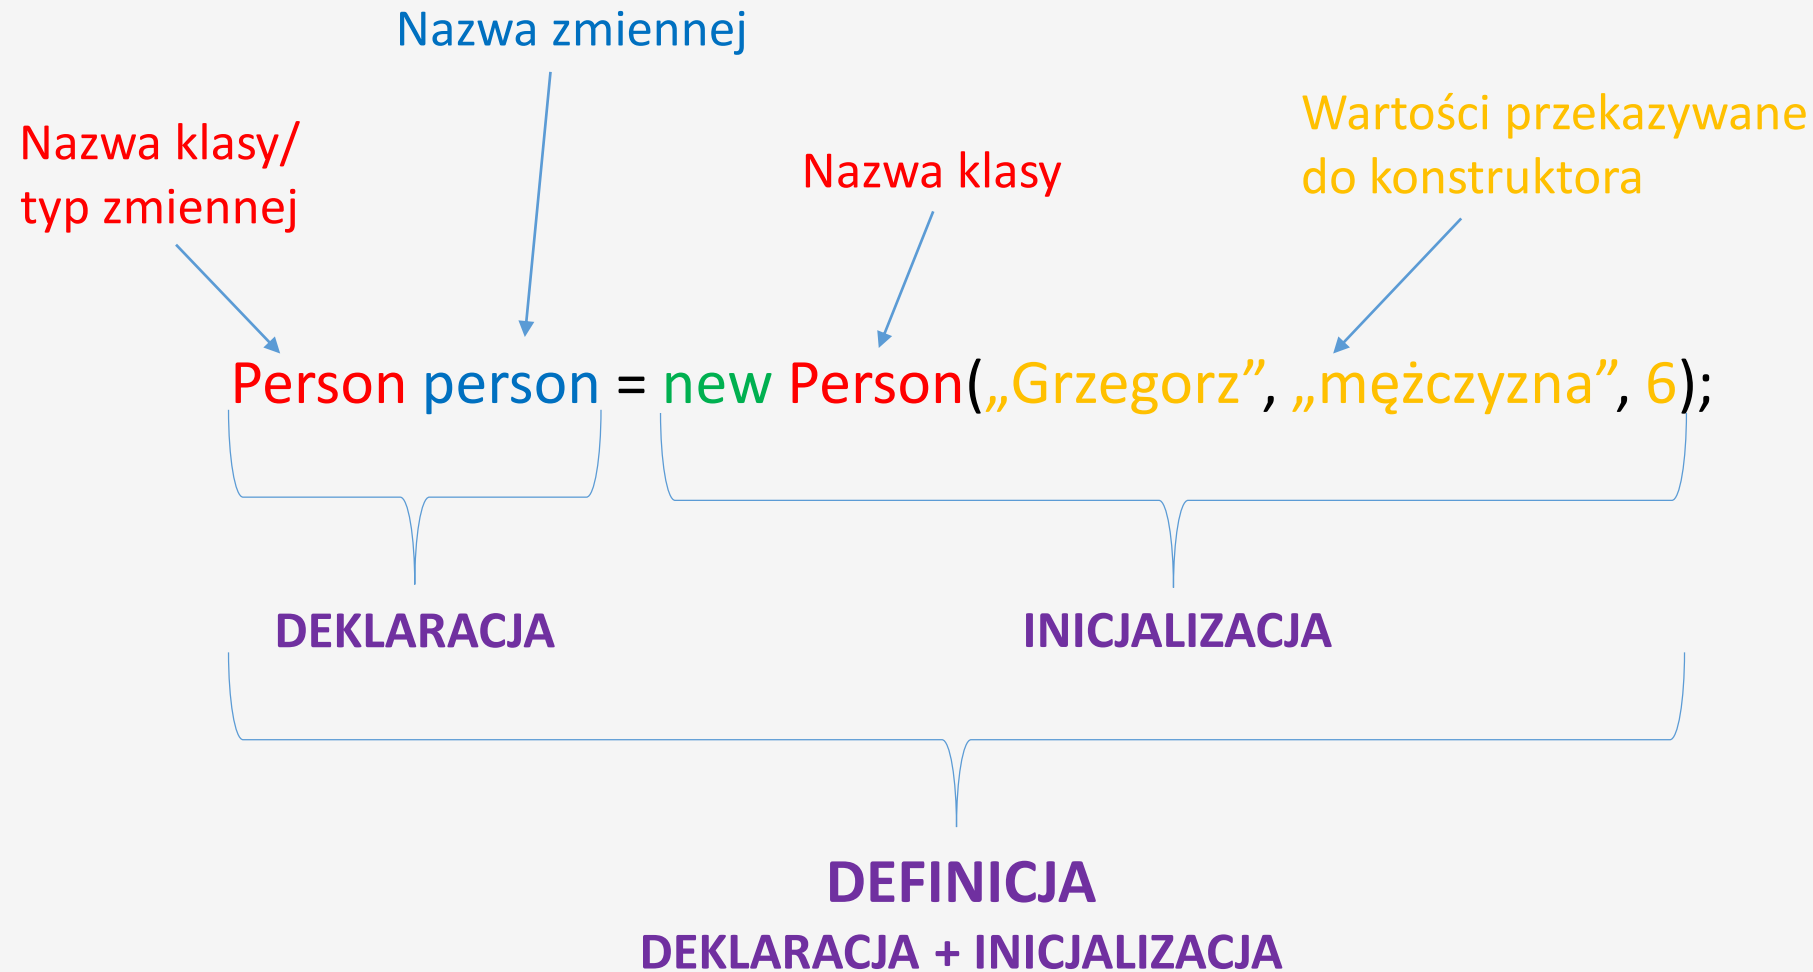 Nazwa zmiennej
Nazwa klasy/
typ zmiennej
Nazwa klasy
Wartości przekazywane
do konstruktora
Person person = new Person(„Grzegorz”, „mężczyzna”, 6);
DEKLARACJA
INICJALIZACJA
DEFINICJA
DEKLARACJA + INICJALIZACJA